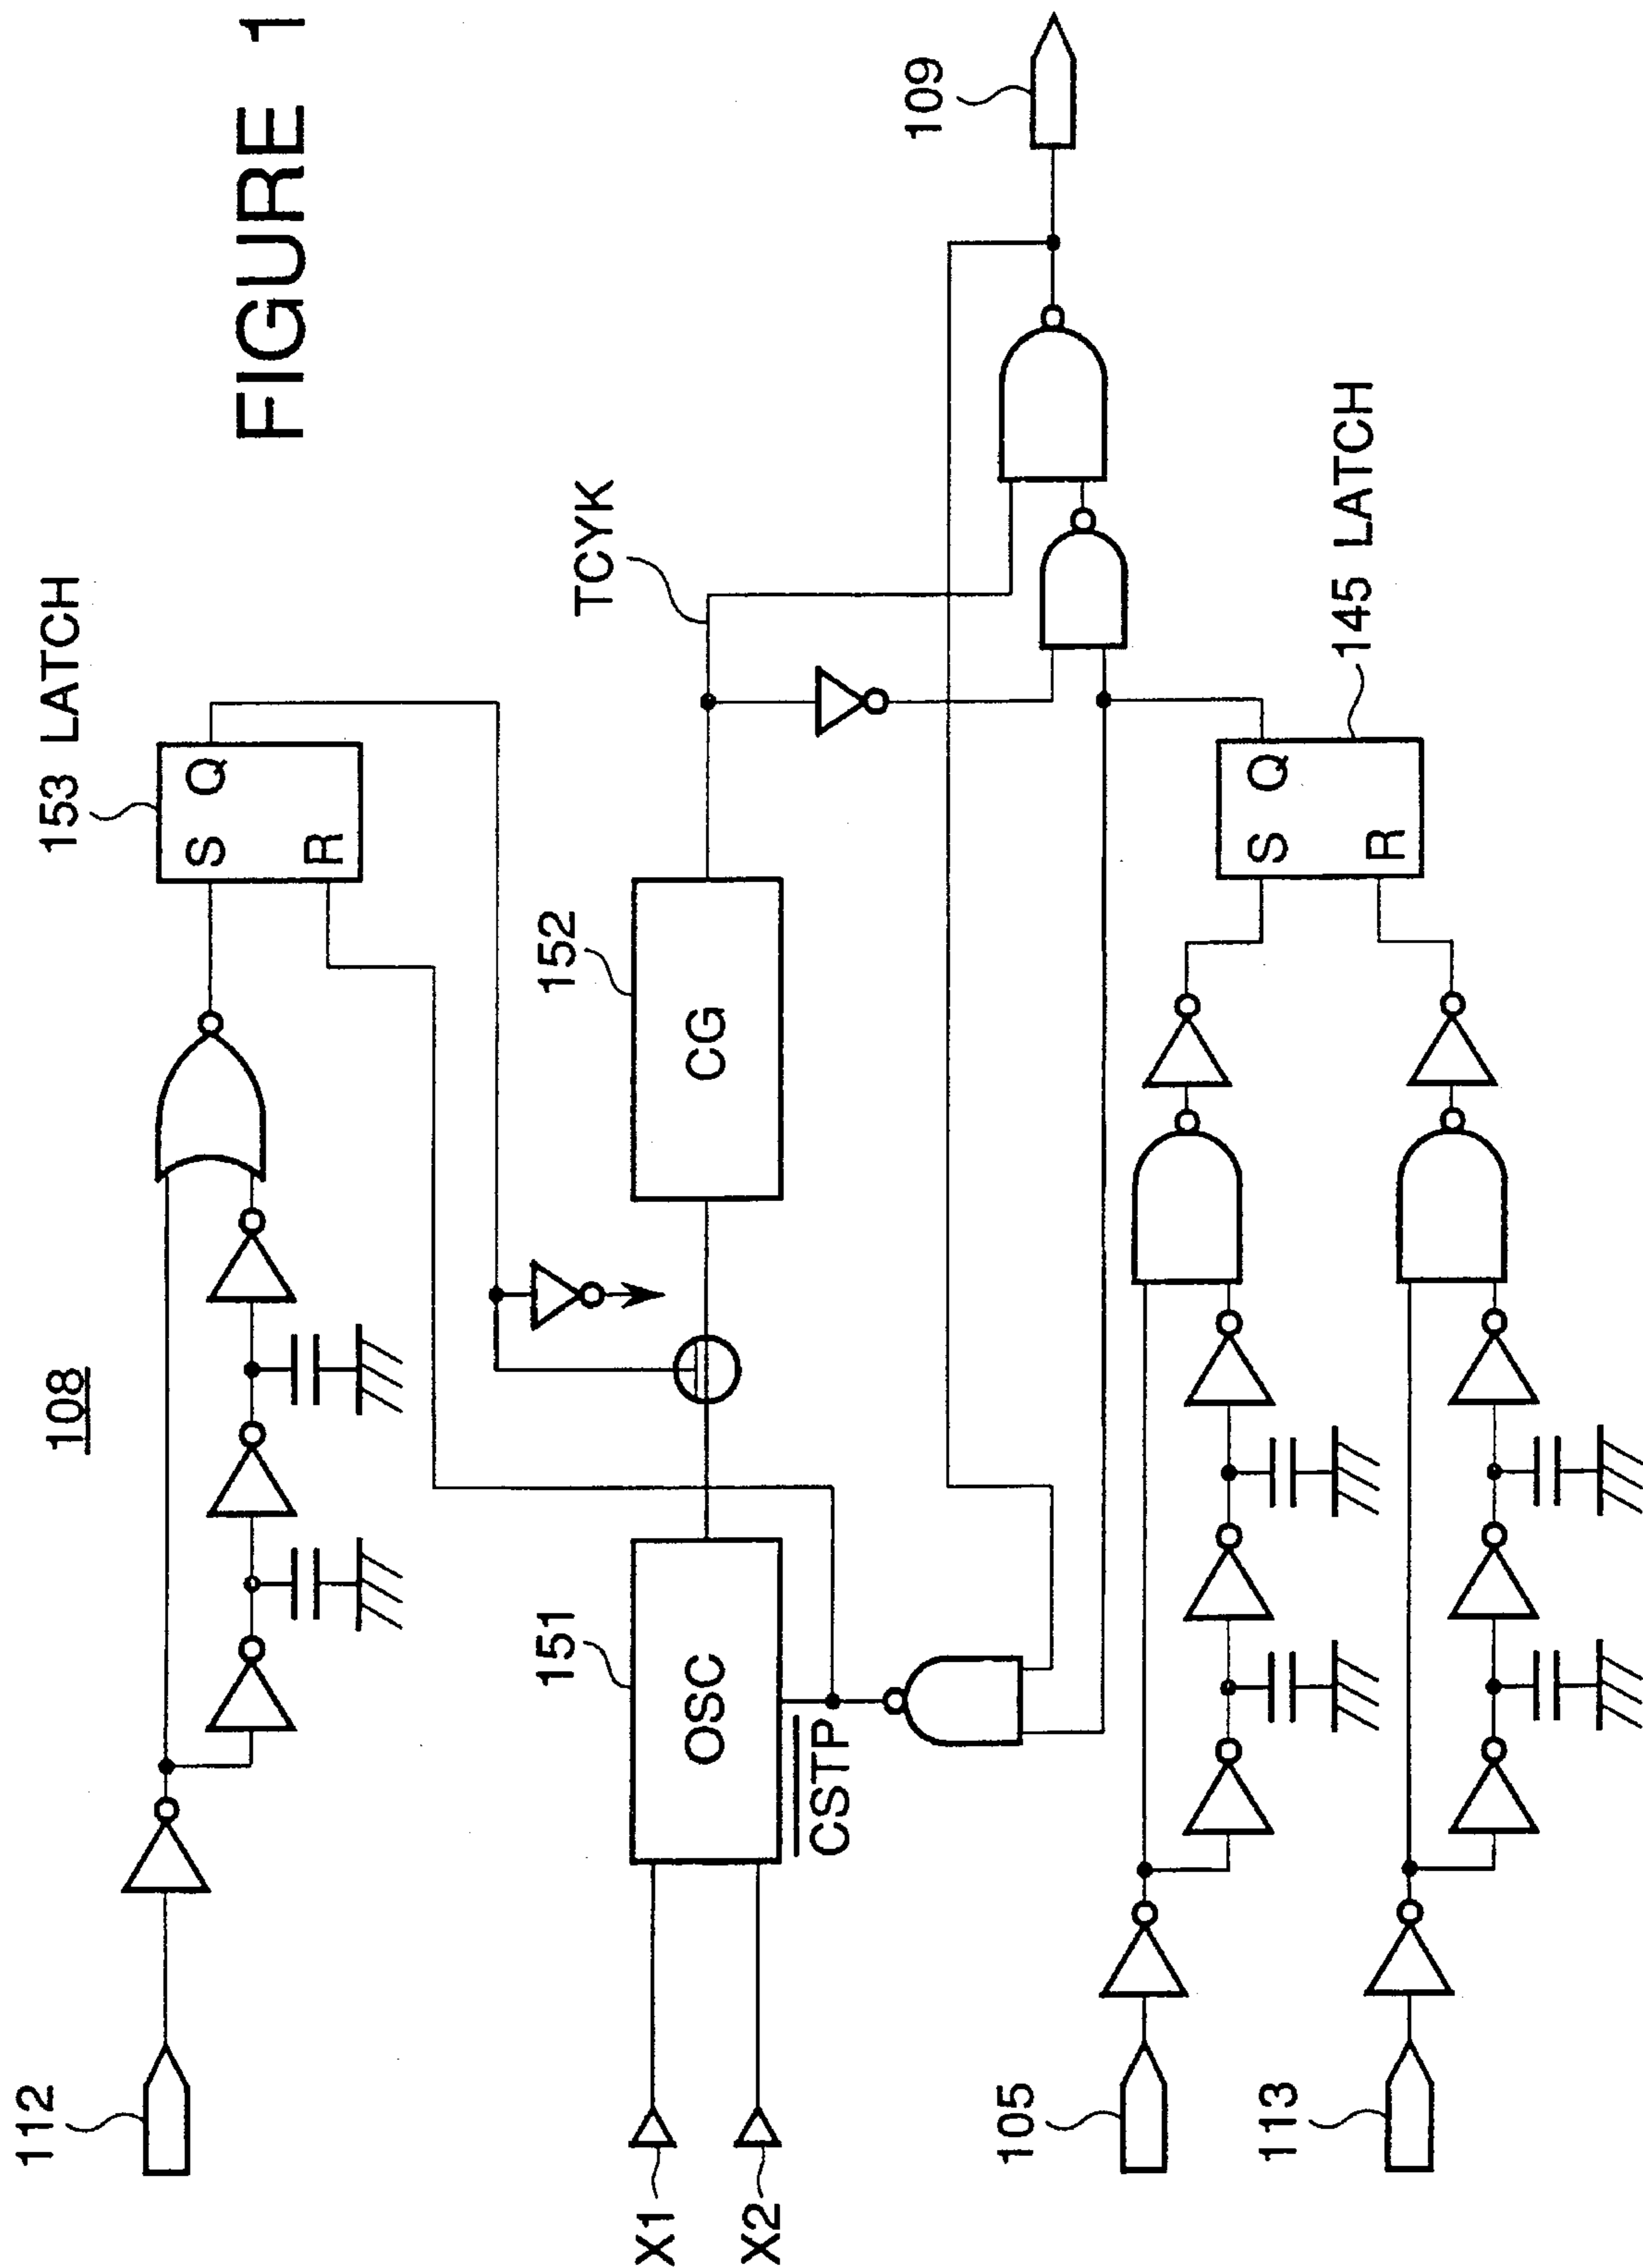 FIGURE 1
108
112
153 LATCH
S Q
R
151
OSC
152
CG
TCYK
109
X1
X2
CSTP
105
113
S Q
R
145 LATCH